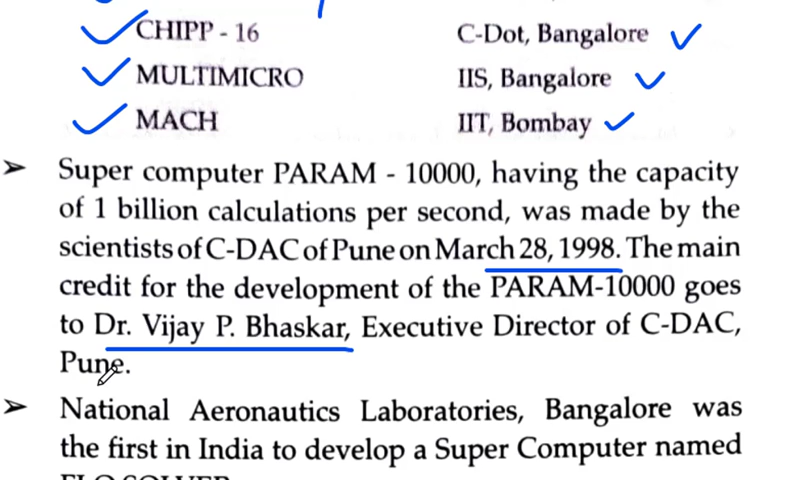 CHIPP - 16 C-Dot, Bangalore
MULTIMICRO IIS, Bangalore
MACH IIT, Bombay
➢ Super computer PARAM - 10000, having the capacity
of 1 billion calculations per second, was made by the
scientists of C-DAC of Pune on March 28, 1998. The main
credit for the development of the PARAM-10000 goes
to Dr. Vijay P. Bhaskar, Executive Director of C-DAC,
Pune.
➢ National Aeronautics Laboratories, Bangalore was
the first in India to develop a Super Computer named